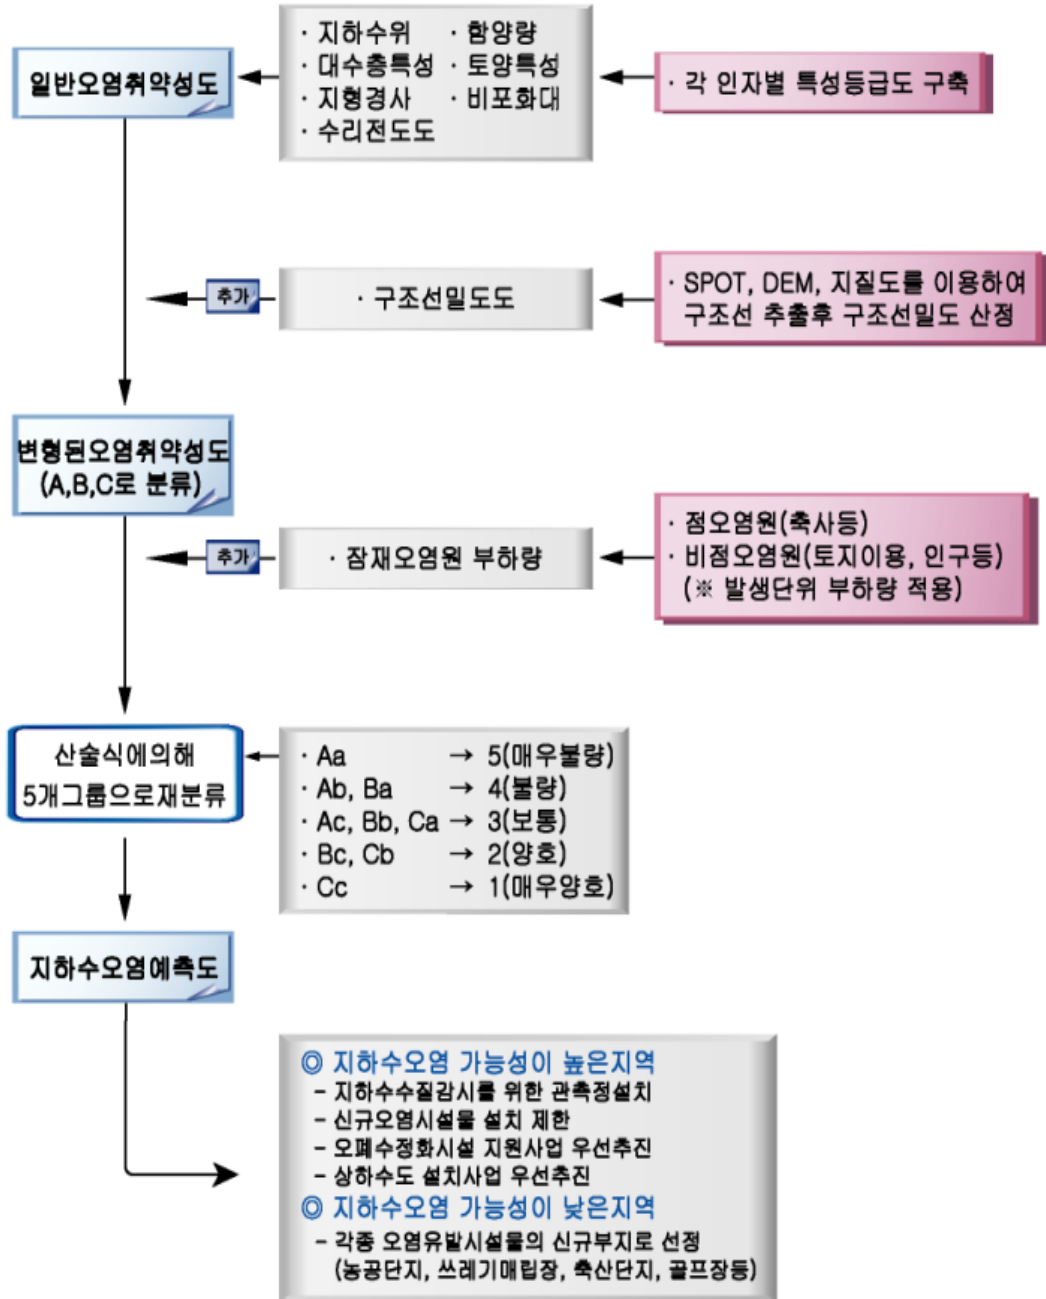 일반오염취약성도
· 지하수위 · 함양량
· 대수층특성 · 토양특성
· 지형경사 · 비포화대
· 수리전도도
· 각 인자별 특성등급도 구축
추가
· 구조선밀도도
· SPOT, DEM, 지질도를 이용하여
구조선 추출후 구조선밀도 산정
변형된오염취약성도
(A,B,C로 분류)
추가
· 잠재오염원 부하량
· 점오염원(축사등)
· 비점오염원(토지이용, 인구등)
(※ 발생단위 부하량 적용)
산술식에의해
5개그룹으로재분류
· Aa → 5(매우불량)
· Ab, Ba → 4(불량)
· Ac, Bb, Ca → 3(보통)
· Bc, Cb → 2(양호)
· Cc → 1(매우양호)
지하수오염예측도
◎ 지하수오염 가능성이 높은지역
- 지하수수질감시를 위한 관측정설치
- 신규오염시설물 설치 제한
- 오폐수정화시설 지원사업 우선추진
- 상하수도 설치사업 우선추진
◎ 지하수오염 가능성이 낮은지역
- 각종 오염유발시설물의 신규부지로 선정
(농공단지, 쓰레기매립장, 축산단지, 골프장등)